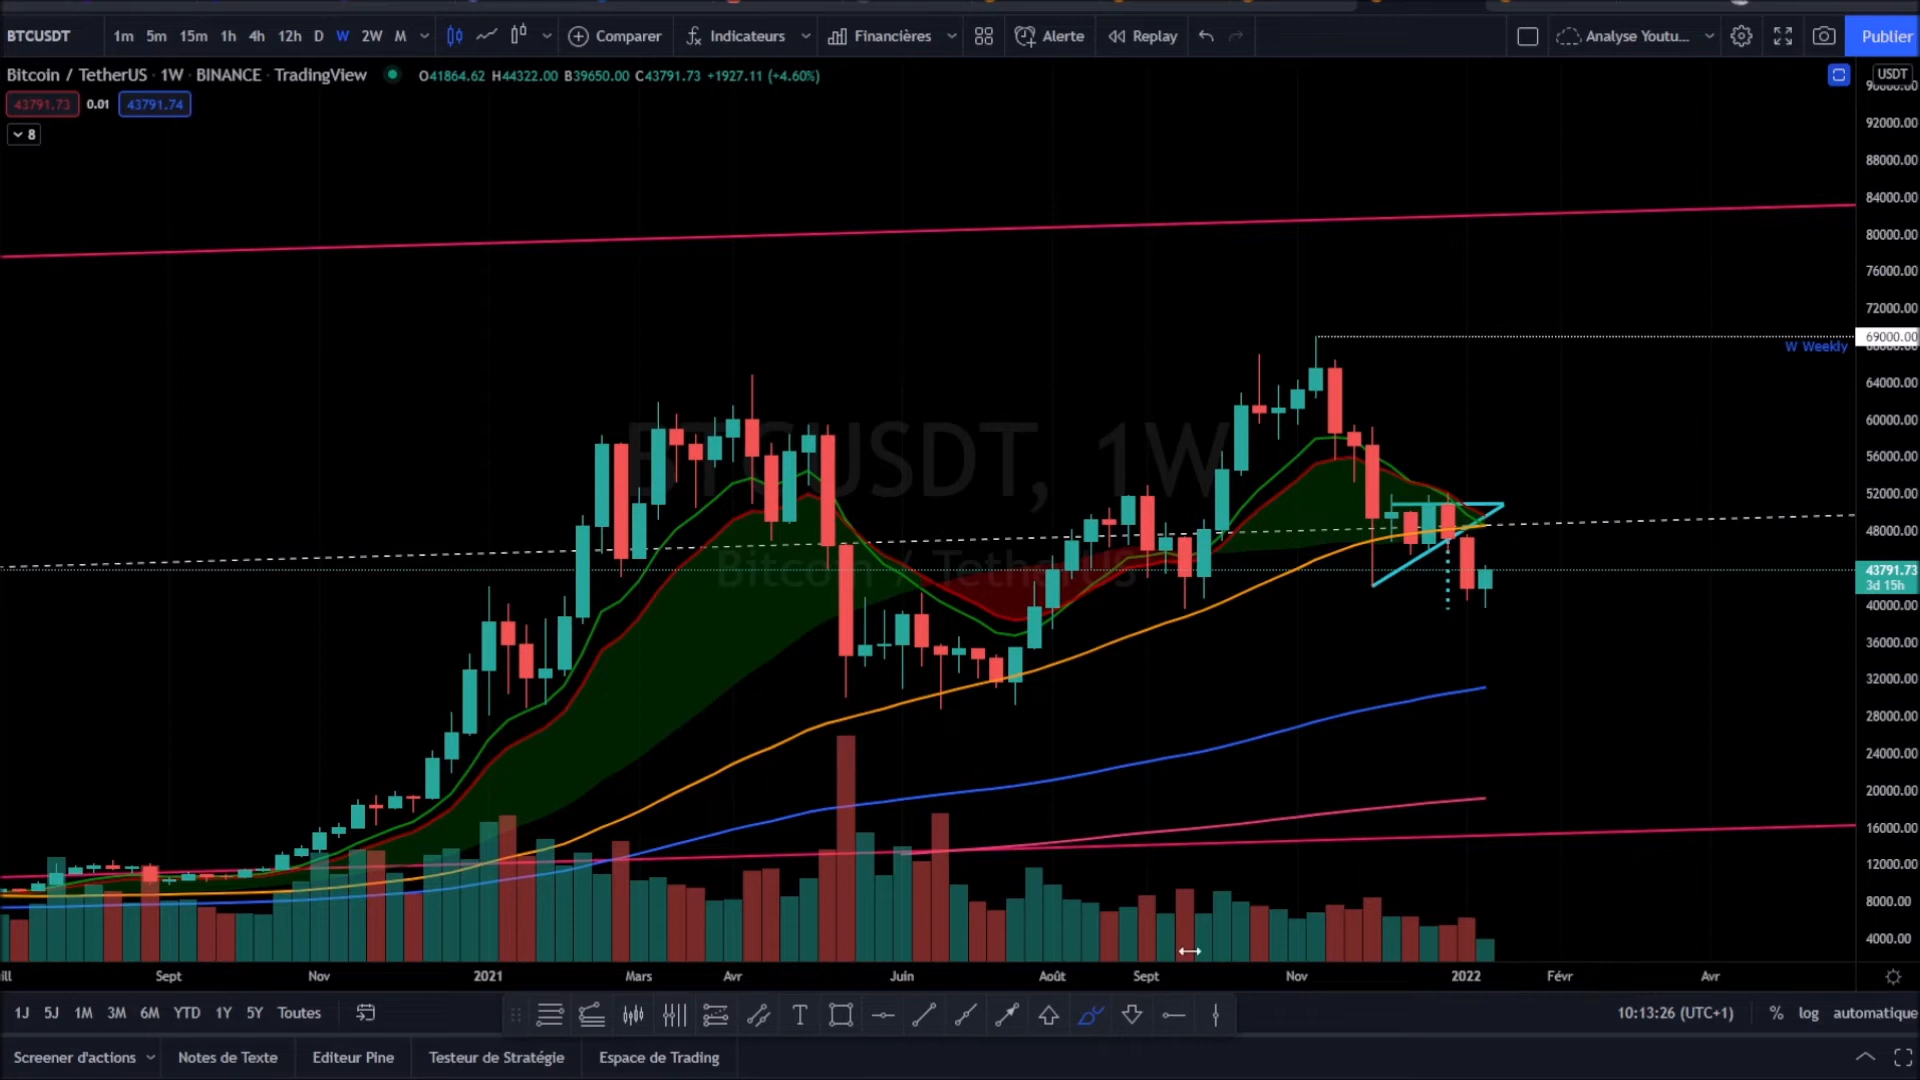 BTCUSDT 1m 5m 15m 1h 4h 12h D W 2W M Comparer Indicateurs Financières Alerte Replay Analyse Youtu... Publier
Bitcoin / TetherUS · 1W · BINANCE · TradingView O41864.62 H44322.00 B39650.00 C43791.73 +1927.11 (+4.60%)
43791.73 0.01 43791.74
8
USDT
92000.00
88000.00
84000.00
80000.00
76000.00
72000.00
69000.00
W Weekly
64000.00
60000.00
56000.00
52000.00
48000.00
43791.73
3d 15h
40000.00
36000.00
32000.00
28000.00
24000.00
20000.00
16000.00
12000.00
8000.00
4000.00
BTCUSDT, 1W
Bitcoin / TetherUS
ill Sept Nov 2021 Mars Avr Juin Août Sept Nov 2022 Févr Avr
1J 5J 1M 3M 6M YTD 1Y 5Y Toutes 10:13:26 (UTC+1) % log automatique
Screener d'actions Notes de Texte Editeur Pine Testeur de Stratégie Espace de Trading